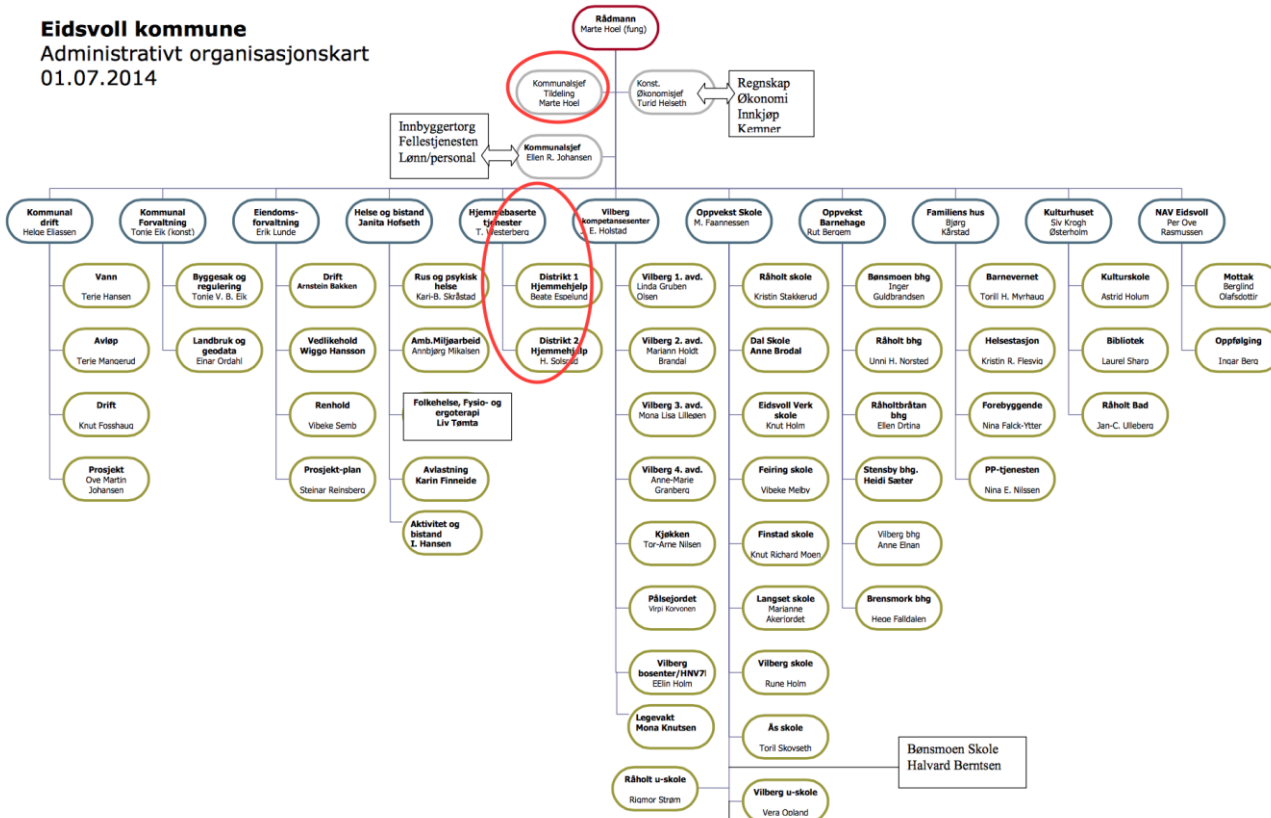 Eidsvoll kommune
Administrativt organisasjonskart
01.07.2014
Rådmann
Marte Hoel (fung)
Kommunalsjef
Tildeling
Marte Hoel
Konst.
Økonomisjef
Turid Helseth
Regnskap
Økonomi
Innkjøp
Kemner
Innbyggertorg
Fellestjenesten
Lønn/personal
Kommunalsjef
Ellen R. Johansen
Kommunal
drift
Helge Eliassen
Kommunal
Forvaltning
Tonje Eik (konst)
Eiendoms-
forvaltning
Erik Lunde
Helse og bistand
Janita Hofseth
Hjemmebaserte
tjenester
T. Westerberg
Vilberg
kompetansesenter
E. Holstad
Oppvekst Skole
M. Faannessen
Oppvekst
Barnehage
Rut Bergem
Familiens hus
Bjørg
Kårstad
Kulturhuset
Siv Krogh
Østerholm
NAV Eidsvoll
Per Ove
Rasmussen
Vann
Terje Hansen
Avløp
Terje Mangerud
Drift
Knut Fosshaug
Prosjekt
Ove Martin
Johansen
Byggesak og
regulering
Tonje V. B. Eik
Landbruk og
geodata
Einar Ordahl
Drift
Arnstein Bakken
Vedlikehold
Wiggo Hansson
Renhold
Vibeke Semb
Prosjekt-plan
Steinar Reinsberg
Rus og psykisk
helse
Kari-B. Skråstad
Amb.Miljøarbeid
Annbjørg Mikalsen
Folkehelse, Fysio- og
ergoterapi
Liv Tømta
Avlastning
Karin Finneide
Aktivitet og
bistand
I. Hansen
Distrikt 1
Hjemmehjelp
Beate Espelund
Distrikt 2
Hjemmehjelp
H. Solstad
Vilberg 1. avd.
Linda Gruben
Olsen
Vilberg 2. avd.
Mariann Holdt
Brandal
Vilberg 3. avd.
Mona Lisa Lillegen
Vilberg 4. avd.
Anne-Marie
Granberg
Kjøkken
Tor-Arne Nilsen
Pålsejordet
Virpi Korvonen
Vilberg
bosenter/HNV7
EElin Holm
Legevakt
Mona Knutsen
Råholt skole
Kristin Stakkerud
Dal Skole
Anne Brodal
Eidsvoll Verk
skole
Knut Holm
Feiring skole
Vibeke Melby
Finstad skole
Knut Richard Moen
Langset skole
Marianne
Akerjordet
Vilberg skole
Rune Holm
Ås skole
Toril Skovseth
Bønsmoen Skole
Halvard Berntsen
Råholt u-skole
Rigmor Strøm
Vilberg u-skole
Vera Opland
Bønsmoen bhg
Inger
Guldbrandsen
Råholt bhg
Unni H. Norsted
Råholtbråtan
bhg
Ellen Drtina
Stensby bhg.
Heidi Sæter
Vilberg bhg
Anne Elnan
Brensmork bhg
Hege Falldalen
Barnevernet
Torill H. Myrhaug
Helsestasjon
Kristin R. Flesvig
Forebyggende
Nina Falck-Ytter
PP-tjenesten
Nina E. Nilssen
Kulturskole
Astrid Holum
Bibliotek
Laurel Sharp
Råholt Bad
Jan-C. Ulleberg
Mottak
Berglind
Olafsdottir
Oppfølging
Ingar Berg